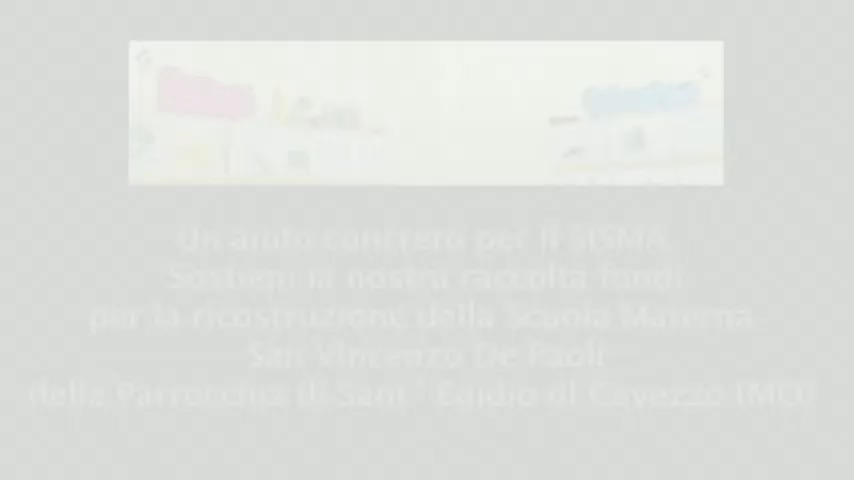 Un aiuto concreto per il SISMA
Sostieni la nostra raccolta fondi
per la ricostruzione della Scuola Materna
San Vincenzo De Paoli
della Parrocchia di Sant' Egidio di Cavezzo (MO)